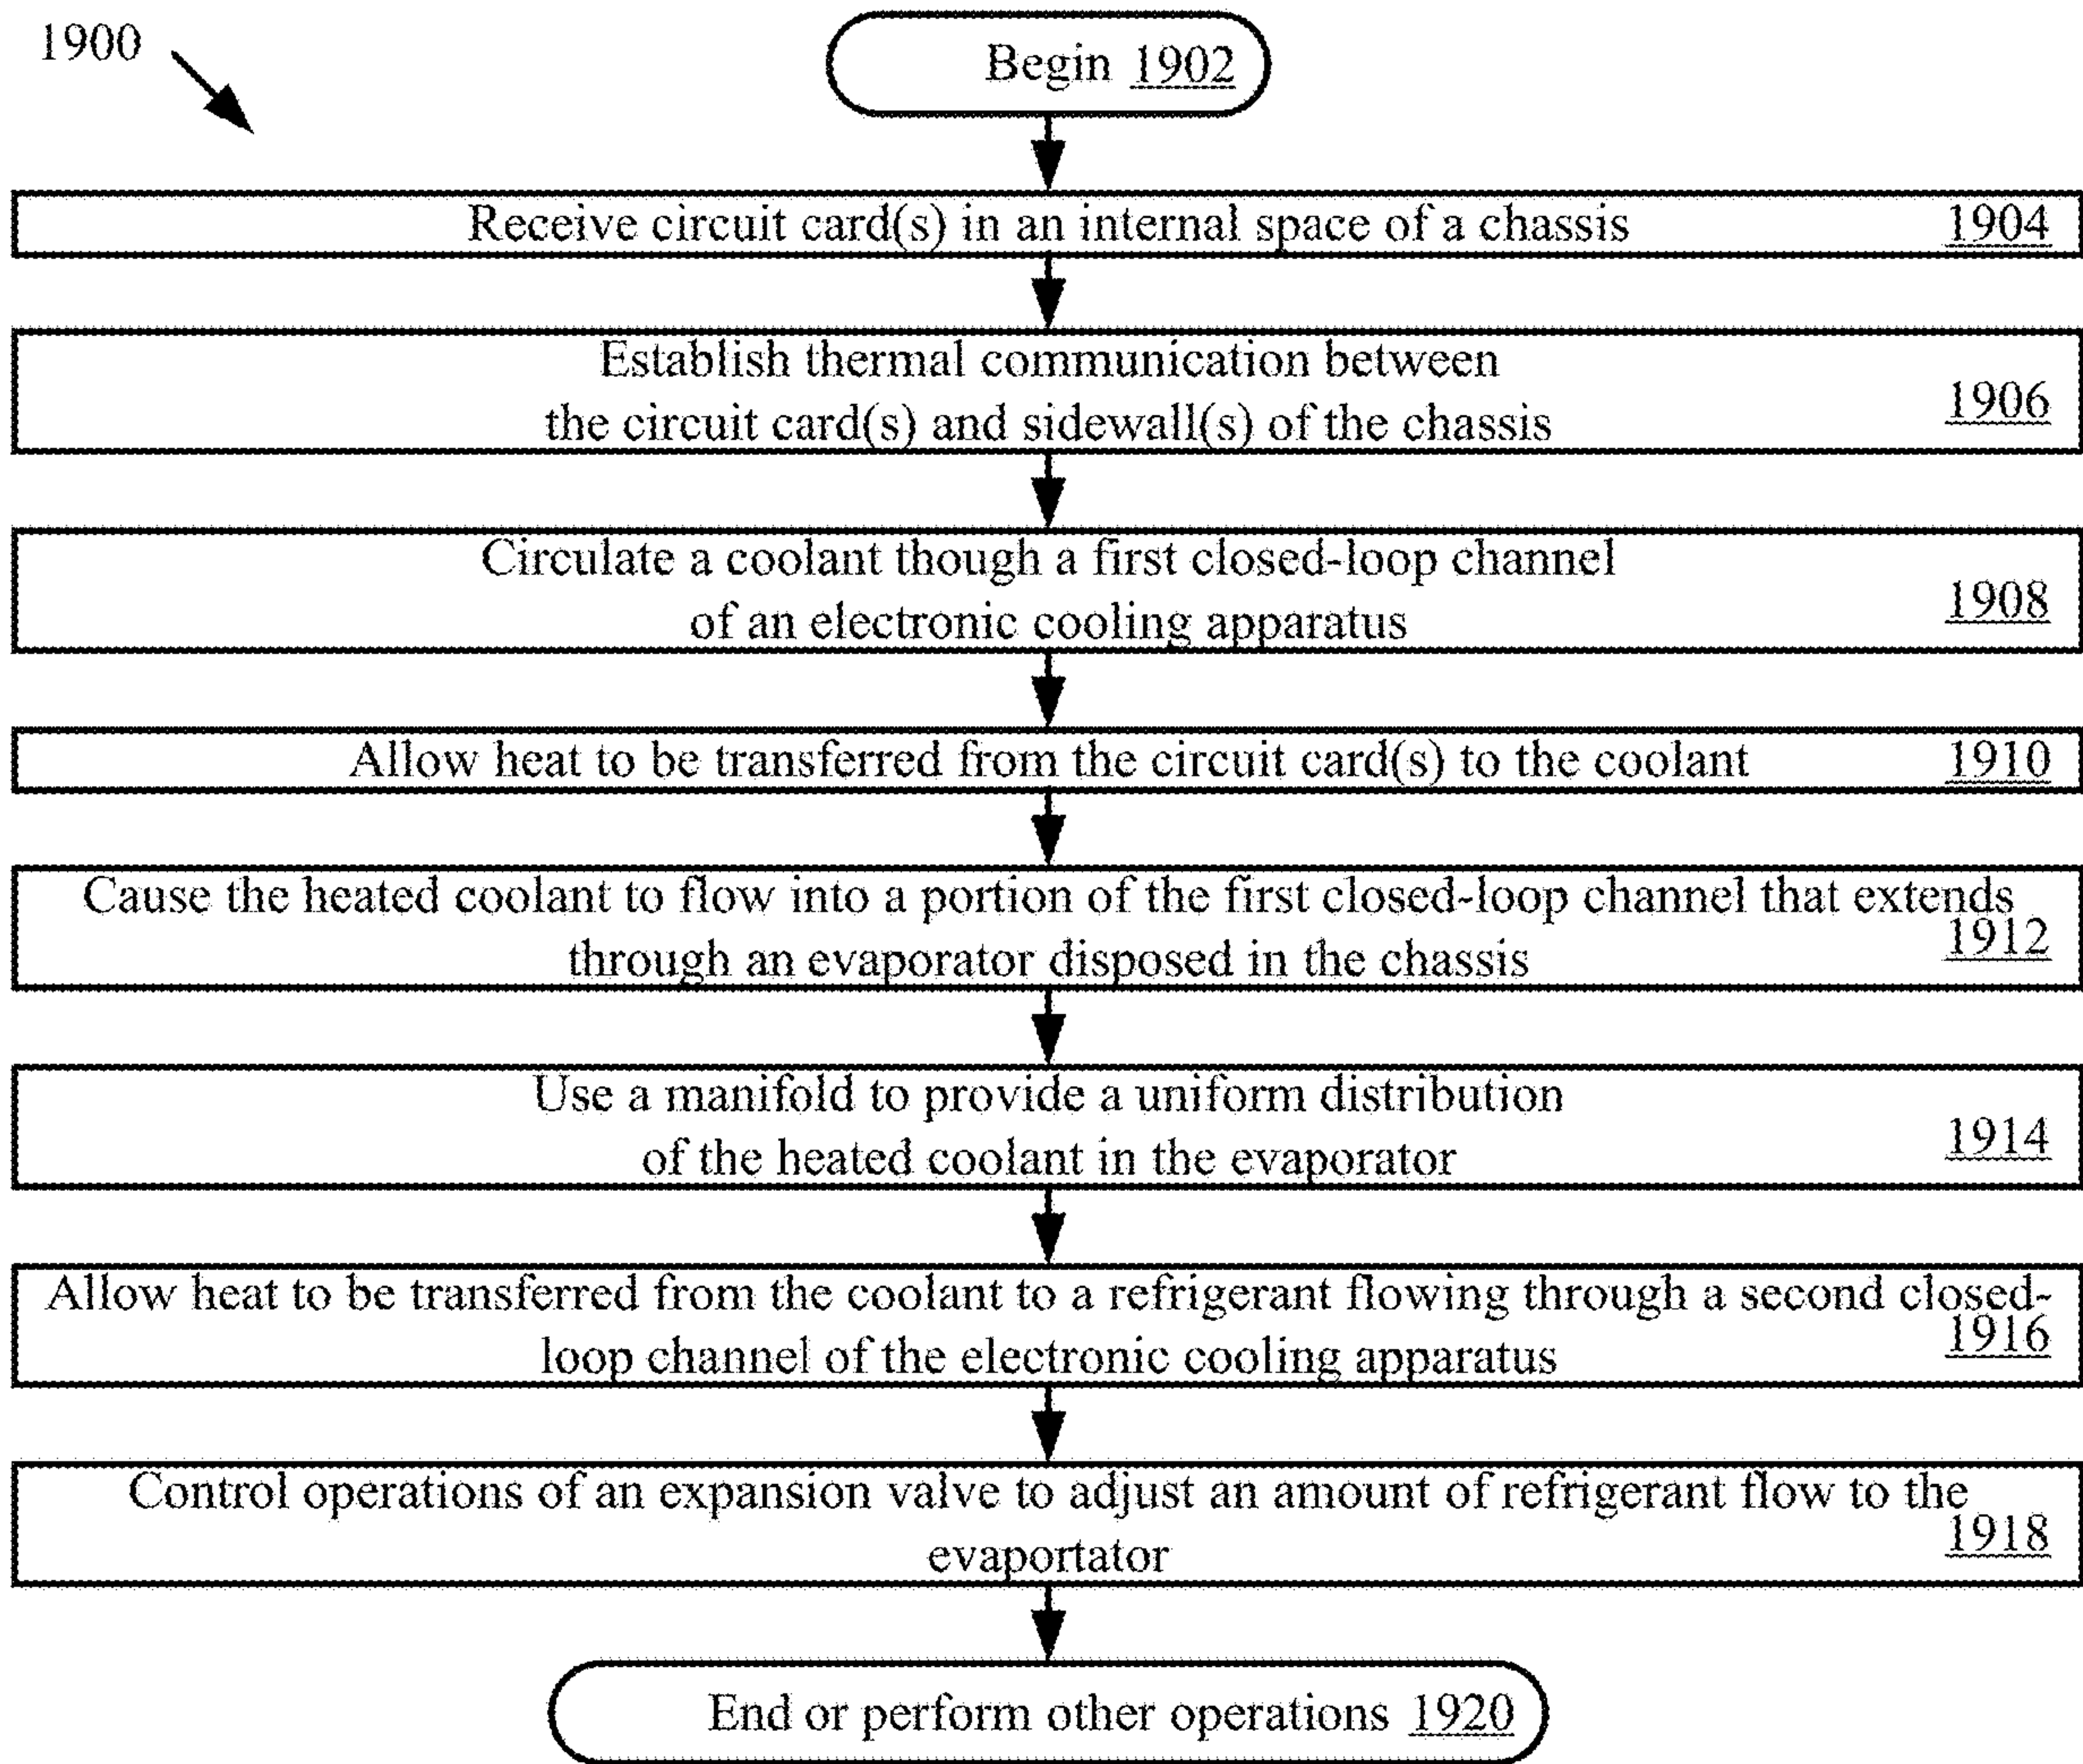 1900
Begin 1902
Receive circuit card(s) in an internal space of a chassis 1904
Establish thermal communication between
the circuit card(s) and sidewall(s) of the chassis 1906
Circulate a coolant though a first closed-loop channel
of an electronic cooling apparatus 1908
Allow heat to be transferred from the circuit card(s) to the coolant 1910
Cause the heated coolant to flow into a portion of the first closed-loop channel that extends
through an evaporator disposed in the chassis 1912
Use a manifold to provide a uniform distribution
of the heated coolant in the evaporator 1914
Allow heat to be transferred from the coolant to a refrigerant flowing through a second closed-
loop channel of the electronic cooling apparatus 1916
Control operations of an expansion valve to adjust an amount of refrigerant flow to the
evaportator 1918
End or perform other operations 1920